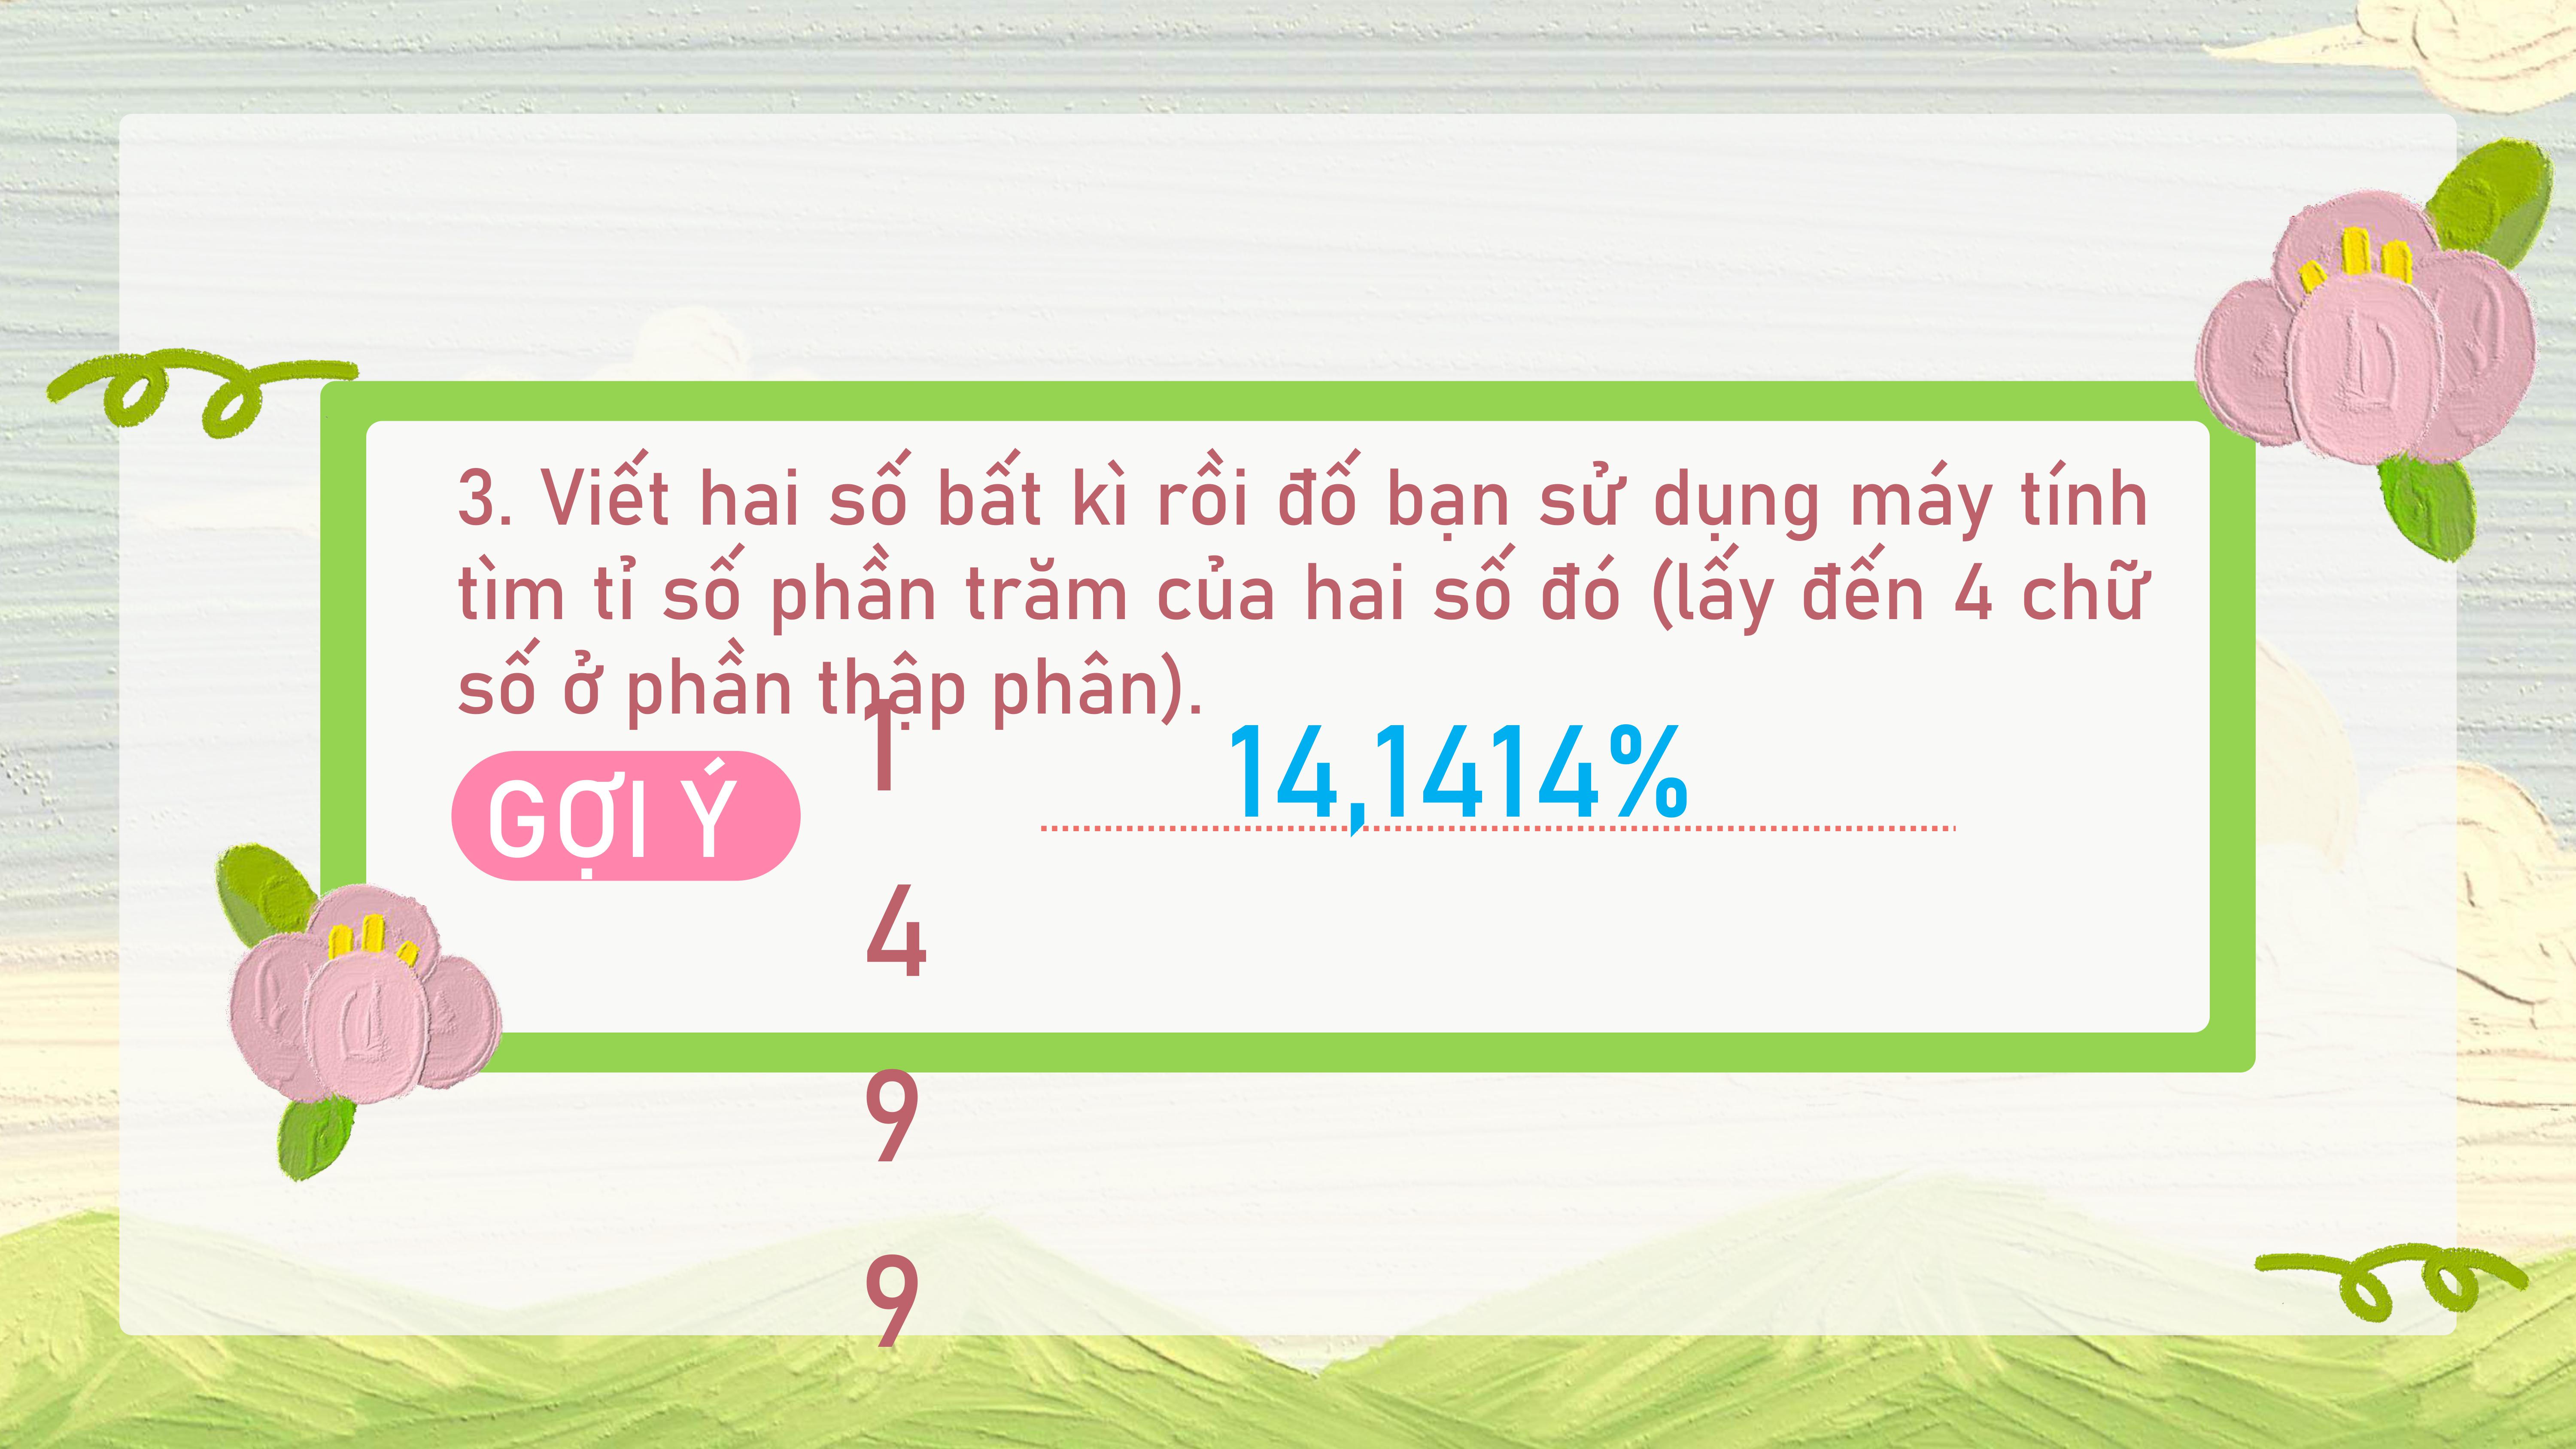 3. Viết hai số bất kì rồi đố bạn sử dụng máy tính
tìm tỉ số phần trăm của hai số đó (lấy đến 4 chữ
số ở phần thập phân).
GỢI Ý
1
14,1414%
4
9
9